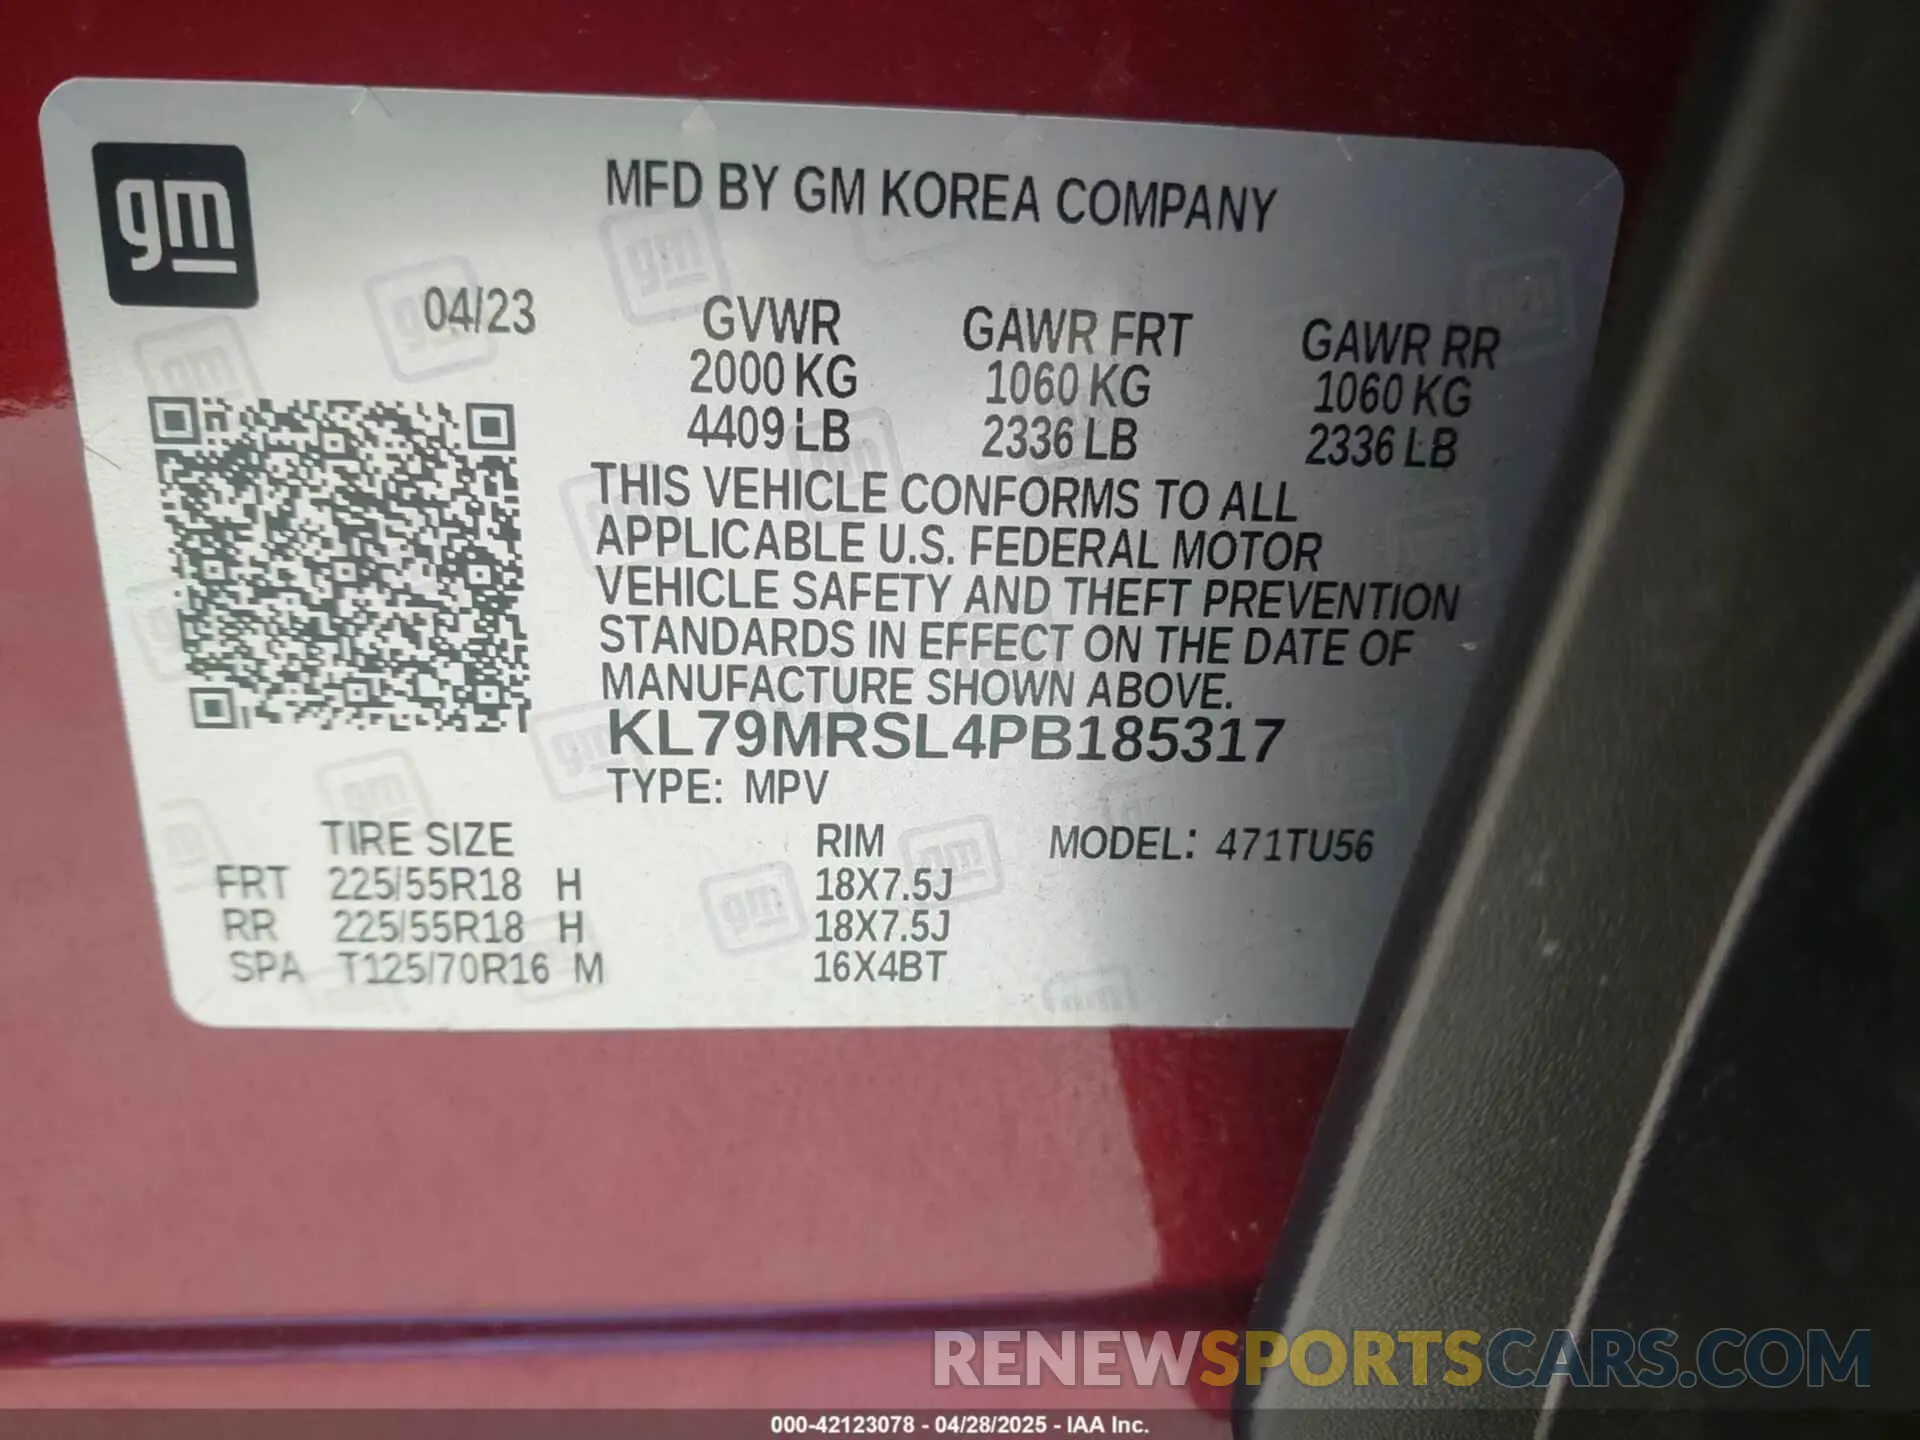 gm
MFD BY GM KOREA COMPANY
04/23
GVWR GAWR FRT GAWR RR
2000 KG 1060 KG 1060 KG
4409 LB 2336 LB 2336 LB
THIS VEHICLE CONFORMS TO ALL
APPLICABLE U.S. FEDERAL MOTOR
VEHICLE SAFETY AND THEFT PREVENTION
STANDARDS IN EFFECT ON THE DATE OF
MANUFACTURE SHOWN ABOVE.
KL79MRSL4PB185317
TYPE: MPV
TIRE SIZE RIM MODEL: 471TU56
FRT 225/55R18 H 18X7.5J
RR 225/55R18 H 18X7.5J
SPA T125/70R16 M 16X4BT
RENEWSPORTSCARS.COM
000-42123078 - 04/28/2025 - IAA Inc.